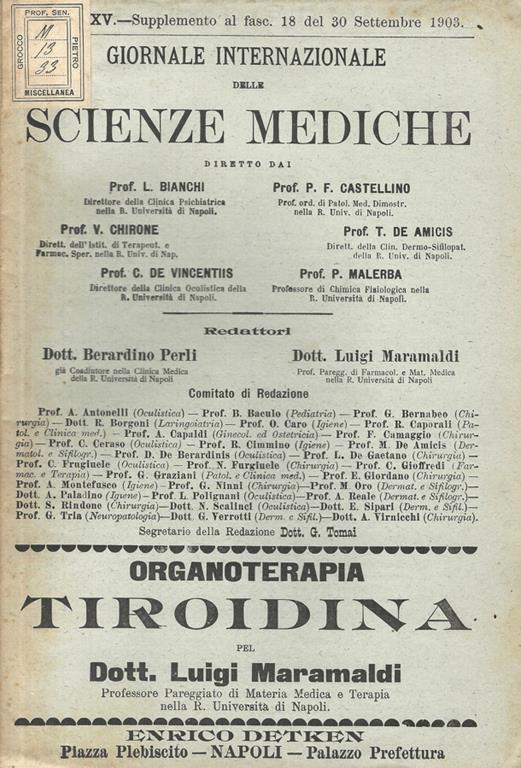 PROF. SEN.
GROCCO
M
13
33
PIETRO
MISCELLANEA
XV.—Supplemento al fasc. 18 del 30 Settembre 1903.
GIORNALE INTERNAZIONALE
DELLE
SCIENZE MEDICHE
DIRETTO DAI
Prof. L. BIANCHI
Direttore della Clinica Psichiatrica
nella R. Università di Napoli.
Prof. P. F. CASTELLINO
Prof. ord. di Patol. Med. Dimostr.
nella R. Univ. di Napoli.
Prof. V. CHIRONE
Dirett. dell'Istit. di Terapeut. e
Farmac. Sper. nella R. Univ. di Nap.
Prof. T. DE AMICIS
Dirett. della Clin. Dermo-Sifilopat.
della R. Univ. di Napoli.
Prof. C. DE VINCENTIIS
Direttore della Clinica Oculistica della
R. Università di Napoli.
Prof. P. MALERBA
Professore di Chimica Fisiologica nella
R. Università di Napoli.
Redattori
Dott. Berardino Perli
già Coadiutore nella Clinica Medica
della R. Università di Napoli
Dott. Luigi Maramaldi
Prof. Paregg. di Farmacol. e Mat. Medica
nella R. Università di Napoli
Comitato di Redazione
Prof. A. Antonelli (Oculistica) — Prof. B. Baculo (Pediatria) — Prof. G. Bernabeo (Chi-
rurgia) — Dott. R. Borgoni (Laringoiatria) — Prof. O. Caro (Igiene) — Prof. R. Caporali (Pa-
tol. e Clinica med.) — Prof. A. Capaldi (Ginecol. ed Ostetricia) — Prof. F. Camaggio (Chirur-
gia) — Prof. C. Ceraso (Oculistica) — Prof. R. Cimmino (Igiene) — Prof. M. De Amicis (Der-
matol. e Sifilogr.) — Prof. D. De Berardinis (Oculistica) — Prof. L. De Gaetano (Chirurgia) —
Prof. C. Frugiuele (Oculistica) — Prof. N. Furgiuele (Chirurgia) — Prof. C. Gioffredi (Far-
mac. e Terapia) — Prof. G. Graziani (Patol. e Clinica med.) — Prof. E. Giordano (Chirurgia) —
Prof. A. Montefusco (Igiene) — Prof. G. Ninni (Chirurgia)—Prof. M Oro (Dermat. e Sifilogr.)—
Dott. A. Paladino (Igiene)—Prof. L. Polignani (Oculistica)—Prof. A. Reale (Dermat. e Sifilogr.)—
Dott. S. Rindone (Chirurgia)—Dott. N. Scalinci (Oculistica)—Dott. E. Sipari (Derm. e Sifil.)—
Prof. G. Tria (Neuropatologia)—Dott. G. Verrotti (Derm. e Sifil.)—Dott. A. Virnicchi (Chirurgia).
Segretario della Redazione Dott. G. Tomai
ORGANOTERAPIA
TIROIDINA
PEL
Dott. Luigi Maramaldi
Professore Pareggiato di Materia Medica e Terapia
nella R. Università di Napoli.
ENRICO DETKEN
Piazza Plebiscito — NAPOLI — Palazzo Prefettura